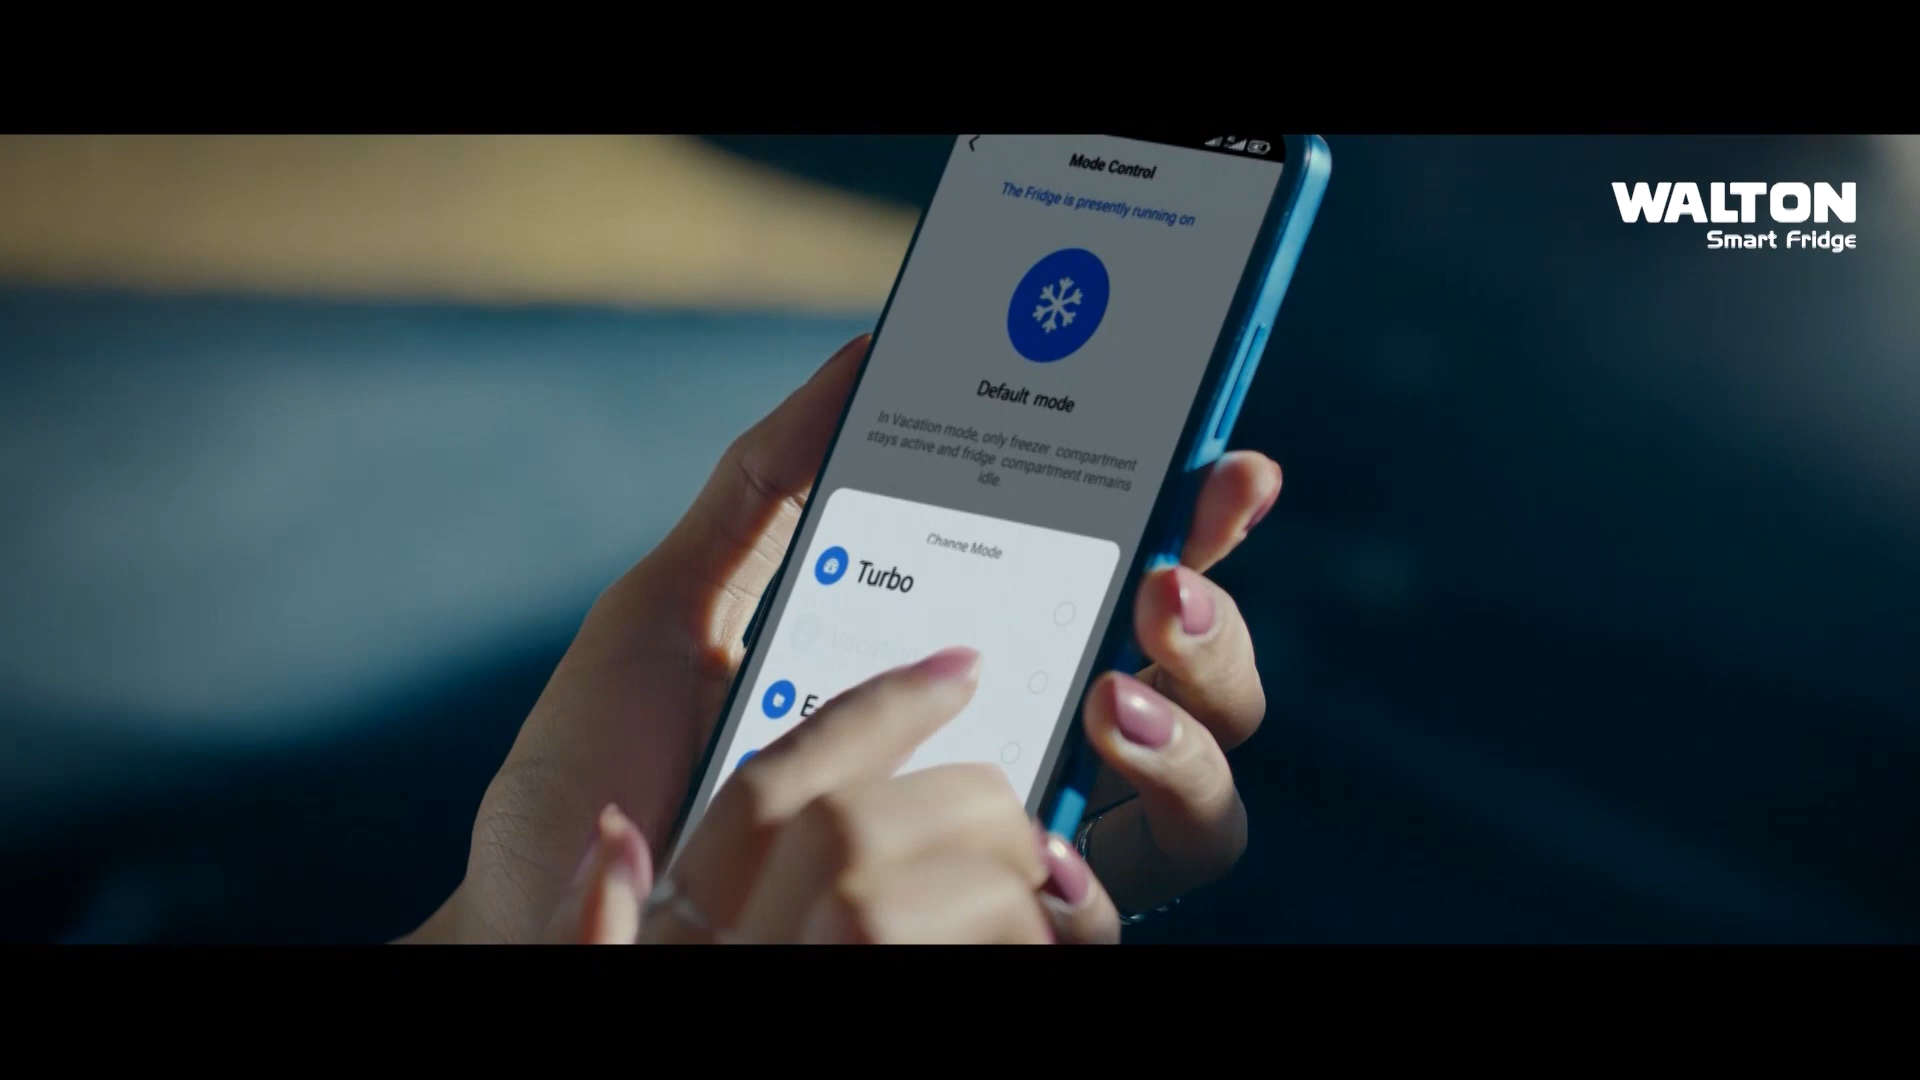 WALTON
Smart Fridge
Mode Control
The Fridge is presently running on
Default mode
In Vacation mode, only freezer compartment
stays active and fridge compartment remains
idle.
Change Mode
Turbo
Vacation
E-